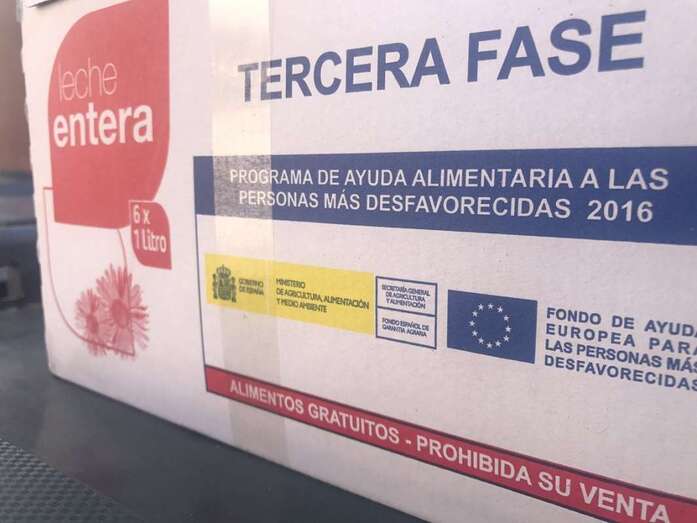 leche
entera
6 x
1 Litro
TERCERA FASE
PROGRAMA DE AYUDA ALIMENTARIA A LAS
PERSONAS MÁS DESFAVORECIDAS 2016
GOBIERNO
DE ESPAÑA
MINISTERIO
DE AGRICULTURA, ALIMENTACIÓN
Y MEDIO AMBIENTE
SECRETARÍA GENERAL
DE AGRICULTURA
Y ALIMENTACIÓN
FONDO ESPAÑOL DE
GARANTÍA AGRARIA
FONDO DE AYUDA
EUROPEA PARA
LAS PERSONAS MÁS
DESFAVORECIDAS
ALIMENTOS GRATUITOS - PROHIBIDA SU VENTA